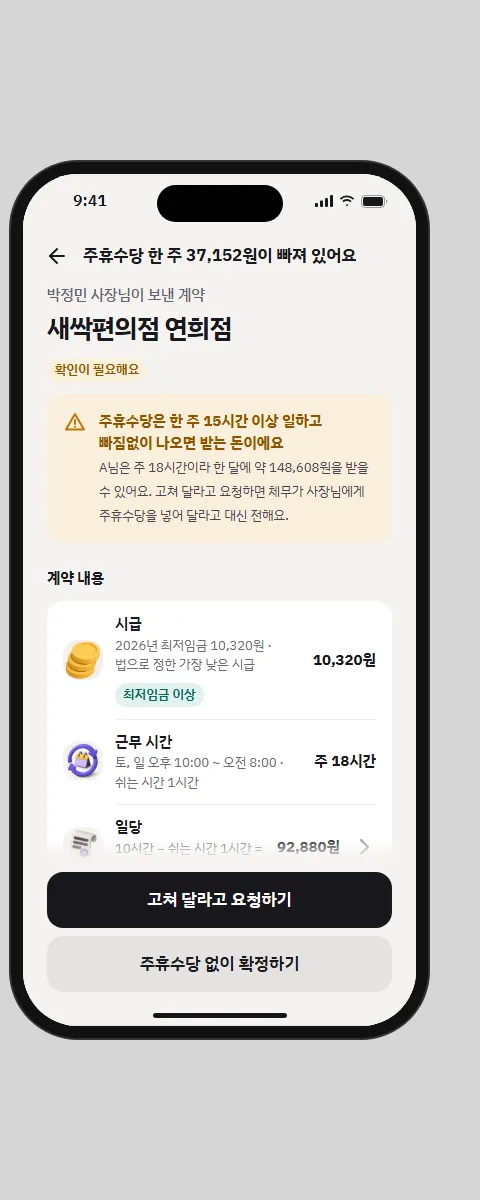 9:41
주휴수당 한 주 37,152원이 빠져 있어요
박정민 사장님이 보낸 계약
새싹편의점 연희점
확인이 필요해요
주휴수당은 한 주 15시간 이상 일하고
빠짐없이 나오면 받는 돈이에요
A님은 주 18시간이라 한 달에 약 148,608원을 받을
수 있어요. 고쳐 달라고 요청하면 체무가 사장님에게
주휴수당을 넣어 달라고 대신 전해요.
계약 내용
시급
2026년 최저임금 10,320원 ·
법으로 정한 가장 낮은 시급
10,320원
최저임금 이상
근무 시간
토, 일 오후 10:00 ~ 오전 8:00 ·
쉬는 시간 1시간
주 18시간
일당
10시간 − 쉬는 시간 1시간 =
92,880원
고쳐 달라고 요청하기
주휴수당 없이 확정하기